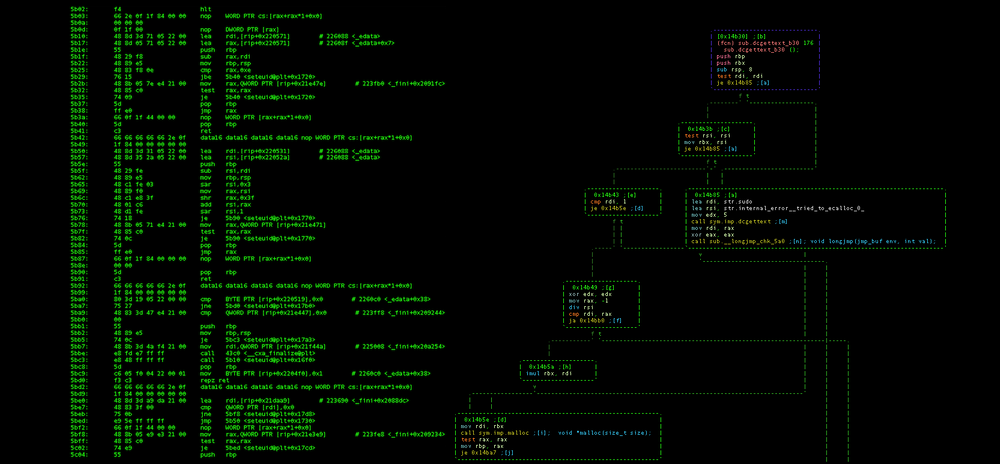 5b02: f4 hlt
5b03: 66 2e 0f 1f 84 00 00 nop WORD PTR cs:[rax+rax*1+0x0]
5b0a: 00 00 00
5b0d: 0f 1f 00 nop DWORD PTR [rax]
5b10: 48 8d 3d 71 05 22 00 lea rdi,[rip+0x220571] # 226088 <_edata>
5b17: 48 8d 05 71 05 22 00 lea rax,[rip+0x220571] # 22608f <_edata+0x7>
5b1e: 55 push rbp
5b1f: 48 29 f8 sub rax,rdi
5b22: 48 89 e5 mov rbp,rsp
5b25: 48 83 f8 0e cmp rax,0xe
5b29: 76 15 jbe 5b40 <seteuid@plt+0x1720>
5b2b: 48 8b 05 7e e4 21 00 mov rax,QWORD PTR [rip+0x21e47e] # 223fb0 <_fini+0x2091fc>
5b32: 48 85 c0 test rax,rax
5b35: 74 09 je 5b40 <seteuid@plt+0x1720>
5b37: 5d pop rbp
5b38: ff e0 jmp rax
5b3a: 66 0f 1f 44 00 00 nop WORD PTR [rax+rax*1+0x0]
5b40: 5d pop rbp
5b41: c3 ret
5b42: 66 66 66 66 66 2e 0f data16 data16 data16 data16 nop WORD PTR cs:[rax+rax*1+0x0]
5b49: 1f 84 00 00 00 00 00
5b50: 48 8d 3d 31 05 22 00 lea rdi,[rip+0x220531] # 226088 <_edata>
5b57: 48 8d 35 2a 05 22 00 lea rsi,[rip+0x22052a] # 226088 <_edata>
5b5e: 55 push rbp
5b5f: 48 29 fe sub rsi,rdi
5b62: 48 89 e5 mov rbp,rsp
5b65: 48 c1 fe 03 sar rsi,0x3
5b69: 48 89 f0 mov rax,rsi
5b6c: 48 c1 e8 3f shr rax,0x3f
5b70: 48 01 c6 add rsi,rax
5b73: 48 d1 fe sar rsi,1
5b76: 74 18 je 5b90 <seteuid@plt+0x1770>
5b78: 48 8b 05 71 e4 21 00 mov rax,QWORD PTR [rip+0x21e471]
5b7f: 48 85 c0 test rax,rax
5b82: 74 0c je 5b90 <seteuid@plt+0x1770>
5b84: 5d pop rbp
5b85: ff e0 jmp rax
5b87: 66 0f 1f 84 00 00 00 nop WORD PTR [rax+rax*1+0x0]
5b8e: 00 00
5b90: 5d pop rbp
5b91: c3 ret
5b92: 66 66 66 66 66 2e 0f data16 data16 data16 data16 nop WORD PTR cs:[rax+rax*1+0x0]
5b99: 1f 84 00 00 00 00 00
5ba0: 80 3d 19 05 22 00 00 cmp BYTE PTR [rip+0x220519],0x0 # 2260c0 <_edata+0x38>
5ba7: 75 27 jne 5bd0 <seteuid@plt+0x17b0>
5ba9: 48 83 3d 47 e4 21 00 cmp QWORD PTR [rip+0x21e447],0x0 # 223ff8 <_fini+0x209244>
5bb0: 00
5bb1: 55 push rbp
5bb2: 48 89 e5 mov rbp,rsp
5bb5: 74 0c je 5bc3 <seteuid@plt+0x17a3>
5bb7: 48 8b 3d 4a f4 21 00 mov rdi,QWORD PTR [rip+0x21f44a] # 225008 <_fini+0x20a254>
5bbe: e8 fd e7 ff ff call 43c0 <__cxa_finalize@plt>
5bc3: e8 48 ff ff ff call 5b10 <seteuid@plt+0x16f0>
5bc8: 5d pop rbp
5bc9: c6 05 f0 04 22 00 01 mov BYTE PTR [rip+0x2204f0],0x1 # 2260c0 <_edata+0x38>
5bd0: f3 c3 repz ret
5bd2: 66 66 66 66 66 2e 0f data16 data16 data16 data16 nop WORD PTR cs:[rax+rax*1+0x0]
5bd9: 1f 84 00 00 00 00 00
5be0: 48 8d 3d a9 da 21 00 lea rdi,[rip+0x21daa9] # 223690 <_fini+0x2088dc>
5be7: 48 83 3f 00 cmp QWORD PTR [rdi],0x0
5beb: 75 0b jne 5bf8 <seteuid@plt+0x17d8>
5bed: e9 5e ff ff ff jmp 5b50 <seteuid@plt+0x1730>
5bf2: 66 0f 1f 44 00 00 nop WORD PTR [rax+rax*1+0x0]
5bf8: 48 8b 05 e9 e3 21 00 mov rax,QWORD PTR [rip+0x21e3e9] # 223fe8 <_fini+0x209234>
5bff: 48 85 c0 test rax,rax
5c02: 74 e9 je 5bed <seteuid@plt+0x17cd>
5c04: 55 push rbp
[0x14b30] ;[b]
(fcn) sub.dcgettext_b30 176
sub.dcgettext_b30 ();
push rbp
push rbx
sub rsp, 8
test rdi, rdi
je 0x14b85 ;[a]
f t
0x14b3b ;[c]
test rsi, rsi
mov rbx, rsi
je 0x14b85 ;[a]
f t
0x14b43 ;[e]
cmp rdi, 1
je 0x14b5e ;[d]
0x14b85 ;[a]
lea rdi, str.sudo
lea rsi, str.internal_error__tried_to_ecalloc_0_
mov edx, 5
call sym.imp.dcgettext ;[m]
mov rdi, rax
xor eax, eax
call sub.__longjmp_chk_5a0 ;[n]; void longjmp(jmp_buf env, int val);
f t
v
0x14b49 ;[g]
xor edx, edx
mov rax, -1
div rsi
cmp rdi, rax
ja 0x14bb0 ;[f]
f t
0x14b5a ;[h]
imul rbx, rdi
v
0x14b5e ;[d]
mov rdi, rbx
call sym.imp.malloc ;[i]; void *malloc(size_t size);
test rax, rax
mov rbp, rax
je 0x14ba7 ;[j]